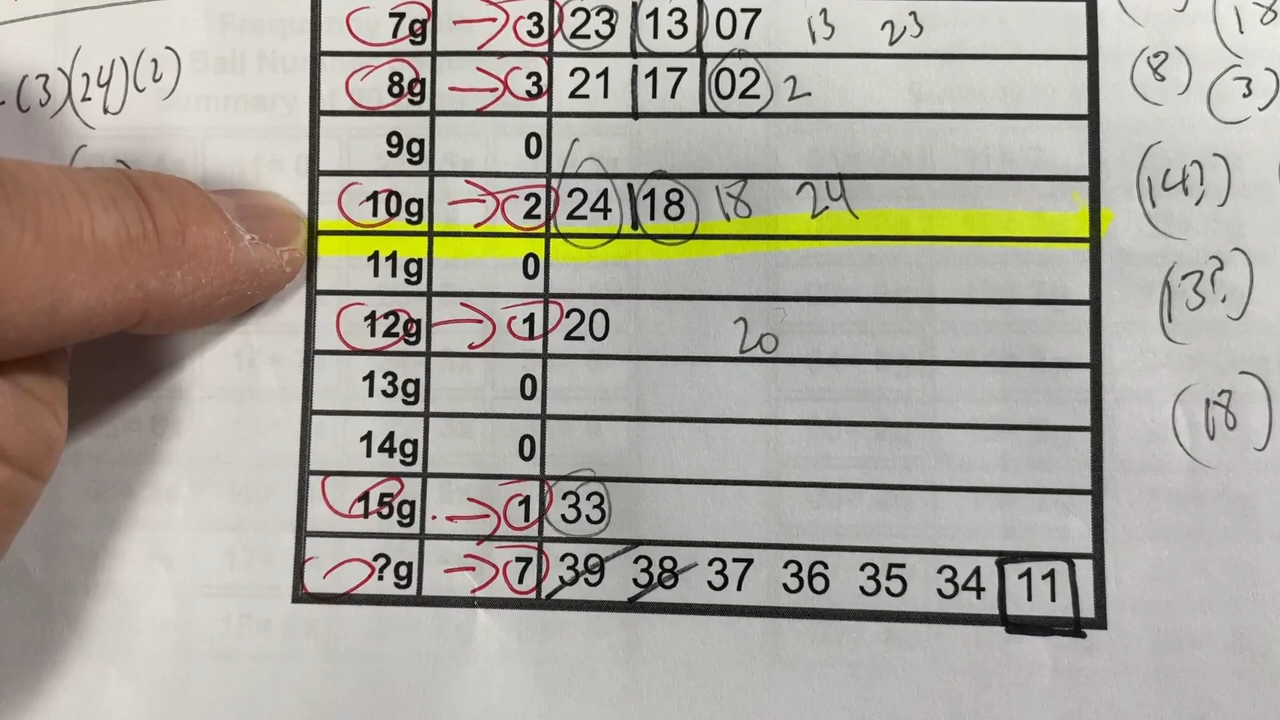 7g → 3 23 | 13 | 07 13 23
8g → 3 21 | 17 | 02 2
9g 0
10g → 2 24 | 18 18 24
11g 0
12g → 1 20 20
13g 0
14g 0
15g → 1 33
?g → 7 39 38 37 36 35 34 11
(3)(24)(2)
(18
(8) (3)
(14?)
(3?)
(18)